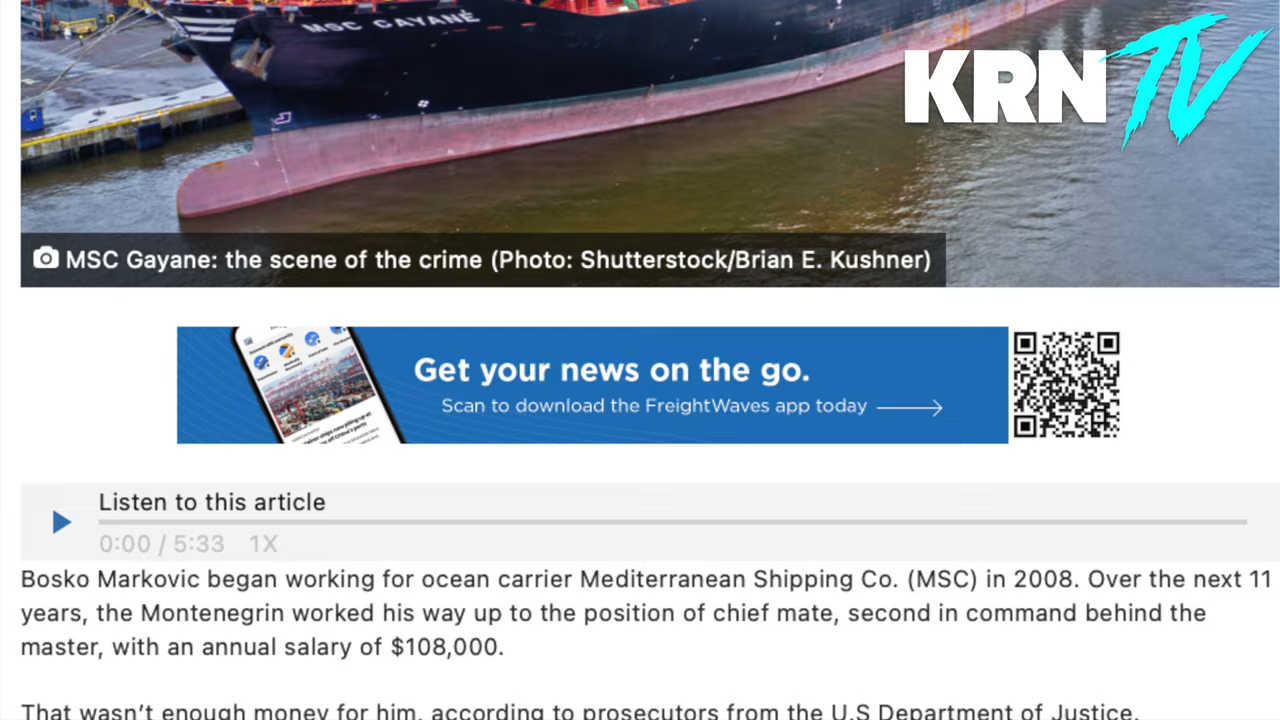 MSC GAYANÉ
KRN TV
MSC Gayane: the scene of the crime (Photo: Shutterstock/Brian E. Kushner)
Get your news on the go.
Scan to download the FreightWaves app today
Listen to this article
0:00 / 5:33 1X
Bosko Markovic began working for ocean carrier Mediterranean Shipping Co. (MSC) in 2008. Over the next 11
years, the Montenegrin worked his way up to the position of chief mate, second in command behind the
master, with an annual salary of $108,000.
That wasn't enough money for him, according to prosecutors from the U.S Department of Justice.